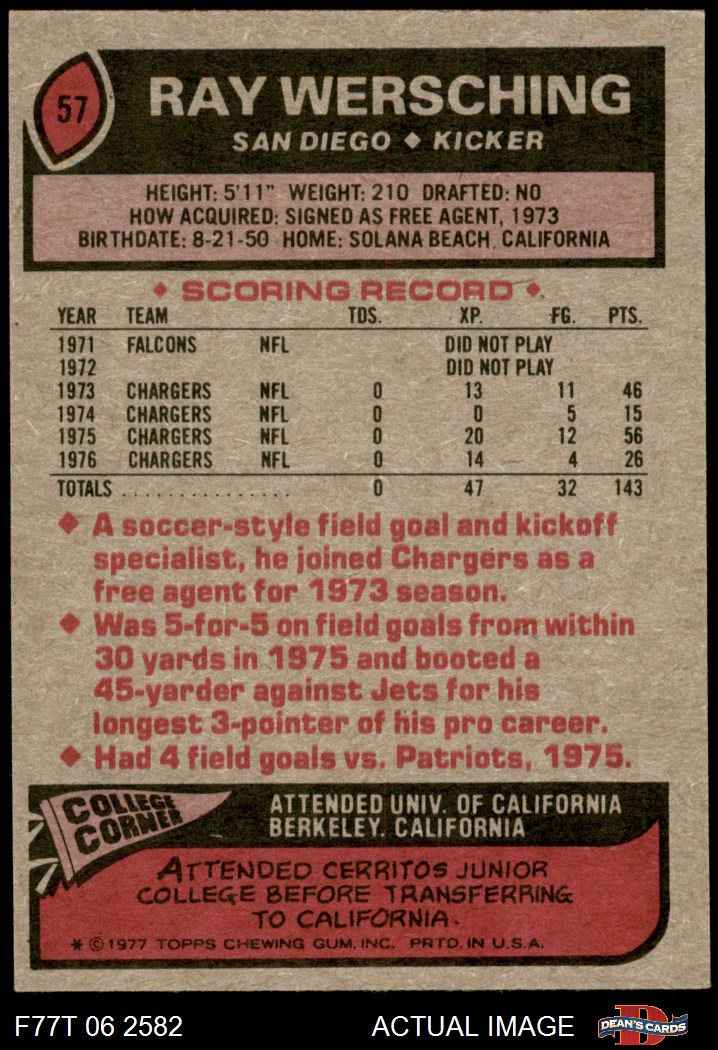 57
RAY WERSCHING
SAN DIEGO ◆ KICKER
HEIGHT: 5'11" WEIGHT: 210 DRAFTED: NO
HOW ACQUIRED: SIGNED AS FREE AGENT, 1973
BIRTHDATE: 8-21-50 HOME: SOLANA BEACH, CALIFORNIA
◆ SCORING RECORD ◆
YEAR TEAM TDS. XP. FG. PTS.
1971 FALCONS NFL DID NOT PLAY
1972 DID NOT PLAY
1973 CHARGERS NFL 0 13 11 46
1974 CHARGERS NFL 0 0 5 15
1975 CHARGERS NFL 0 20 12 56
1976 CHARGERS NFL 0 14 4 26
TOTALS . . . . . . . . . . . . . . . 0 47 32 143
◆ A soccer-style field goal and kickoff
specialist, he joined Chargers as a
free agent for 1973 season.
◆ Was 5-for-5 on field goals from within
30 yards in 1975 and booted a
45-yarder against Jets for his
longest 3-pointer of his pro career.
◆ Had 4 field goals vs. Patriots, 1975.
COLLEGE
CORNER
ATTENDED UNIV. OF CALIFORNIA
BERKELEY, CALIFORNIA
ATTENDED CERRITOS JUNIOR
COLLEGE BEFORE TRANSFERRING
TO CALIFORNIA.
* © 1977 TOPPS CHEWING GUM, INC. PRTD. IN U.S.A.
F77T 06 2582 ACTUAL IMAGE
D
DEAN'S CARDS